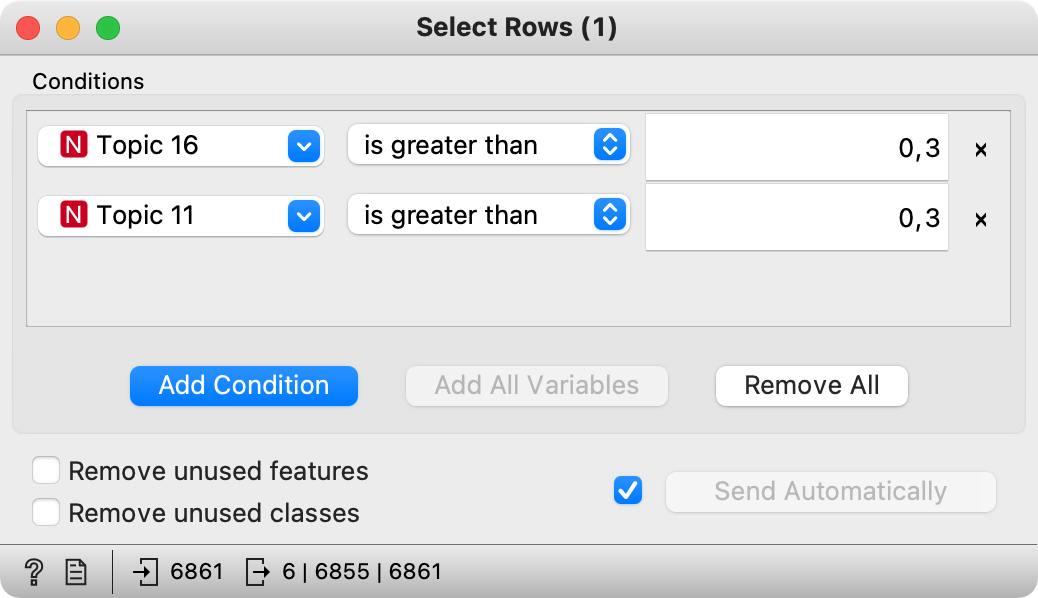 Select Rows (1)
Conditions
N Topic 16 is greater than 0,3 ×
N Topic 11 is greater than 0,3 ×
Add Condition Add All Variables Remove All
Remove unused features
Send Automatically
Remove unused classes
? 6861 6 | 6855 | 6861